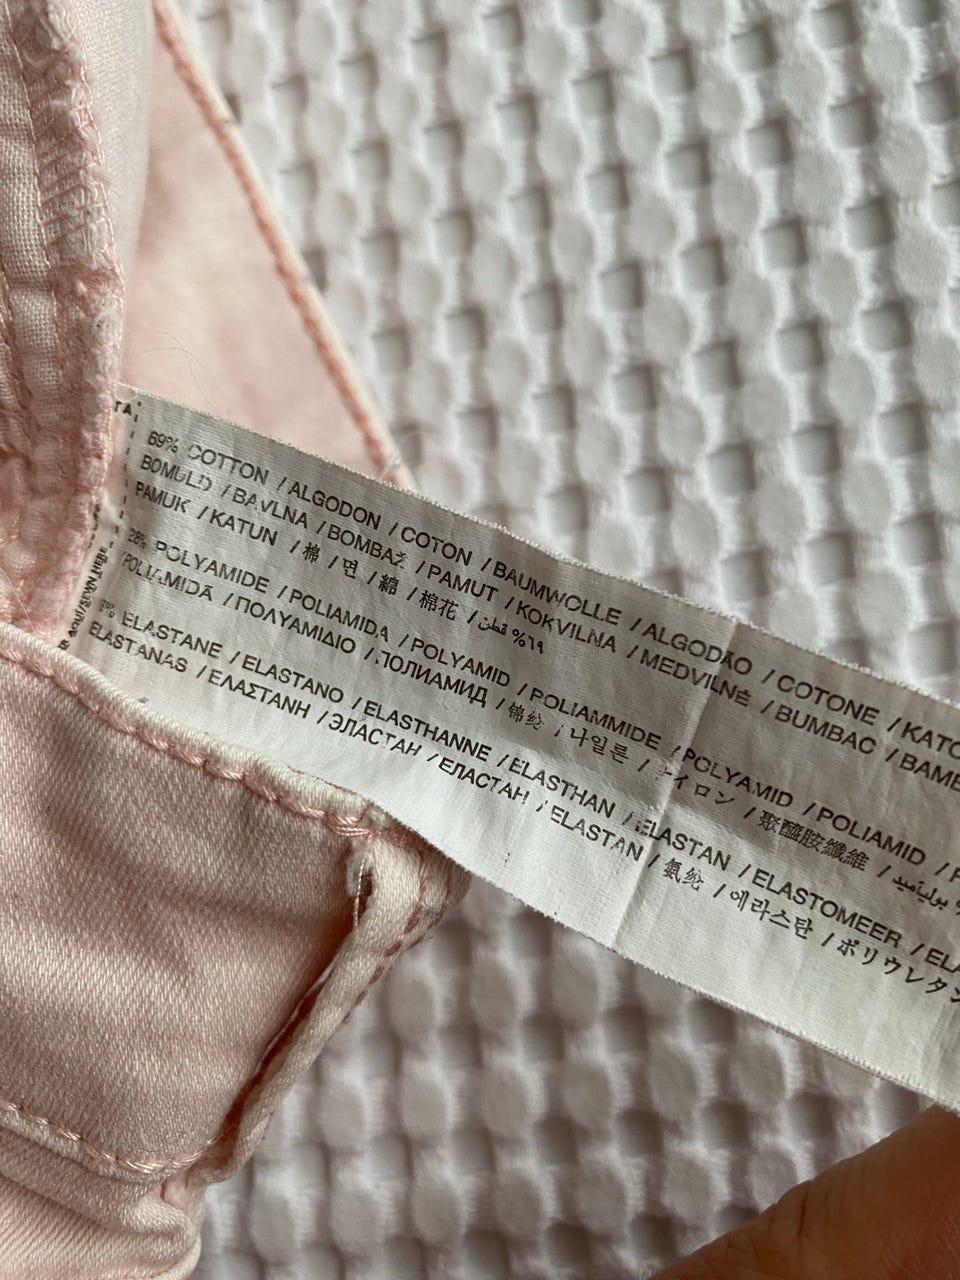 69% COTTON / ALGODON / COTON / BAUMWOLLE / ALGODÃO / COTONE / KATO
BOMULD / BAVLNA / BOMBAŽ / PAMUT / KOKVILNA / MEDVILNĖ / BUMBAC / BAMB
PAMUK / KATUN / 棉 / 면 / 綿 / 棉花 / قطن %٦٩
28% POLYAMIDE / POLIAMIDA / POLYAMID / POLIAMMIDE / POLYAMID / POLIAMID /
POLIAMIDĂ / ΠΟΛΥΑΜΙΔΙΟ / ПОЛИАМИД / 锦纶 / 나일론 / ナイロン / 聚醯胺纖維 / بوليأميد
ELASTANE / ELASTANO / ELASTHANNE / ELASTHAN / ELASTAN / ELASTOMEER / ELA
ELASTANAS / ΕΛΑΣΤΑΝΗ / ЭЛАСТАН / ЕЛАСТАН / ELASTAN / 氨纶 / 에라스탄 / ポリウレタン